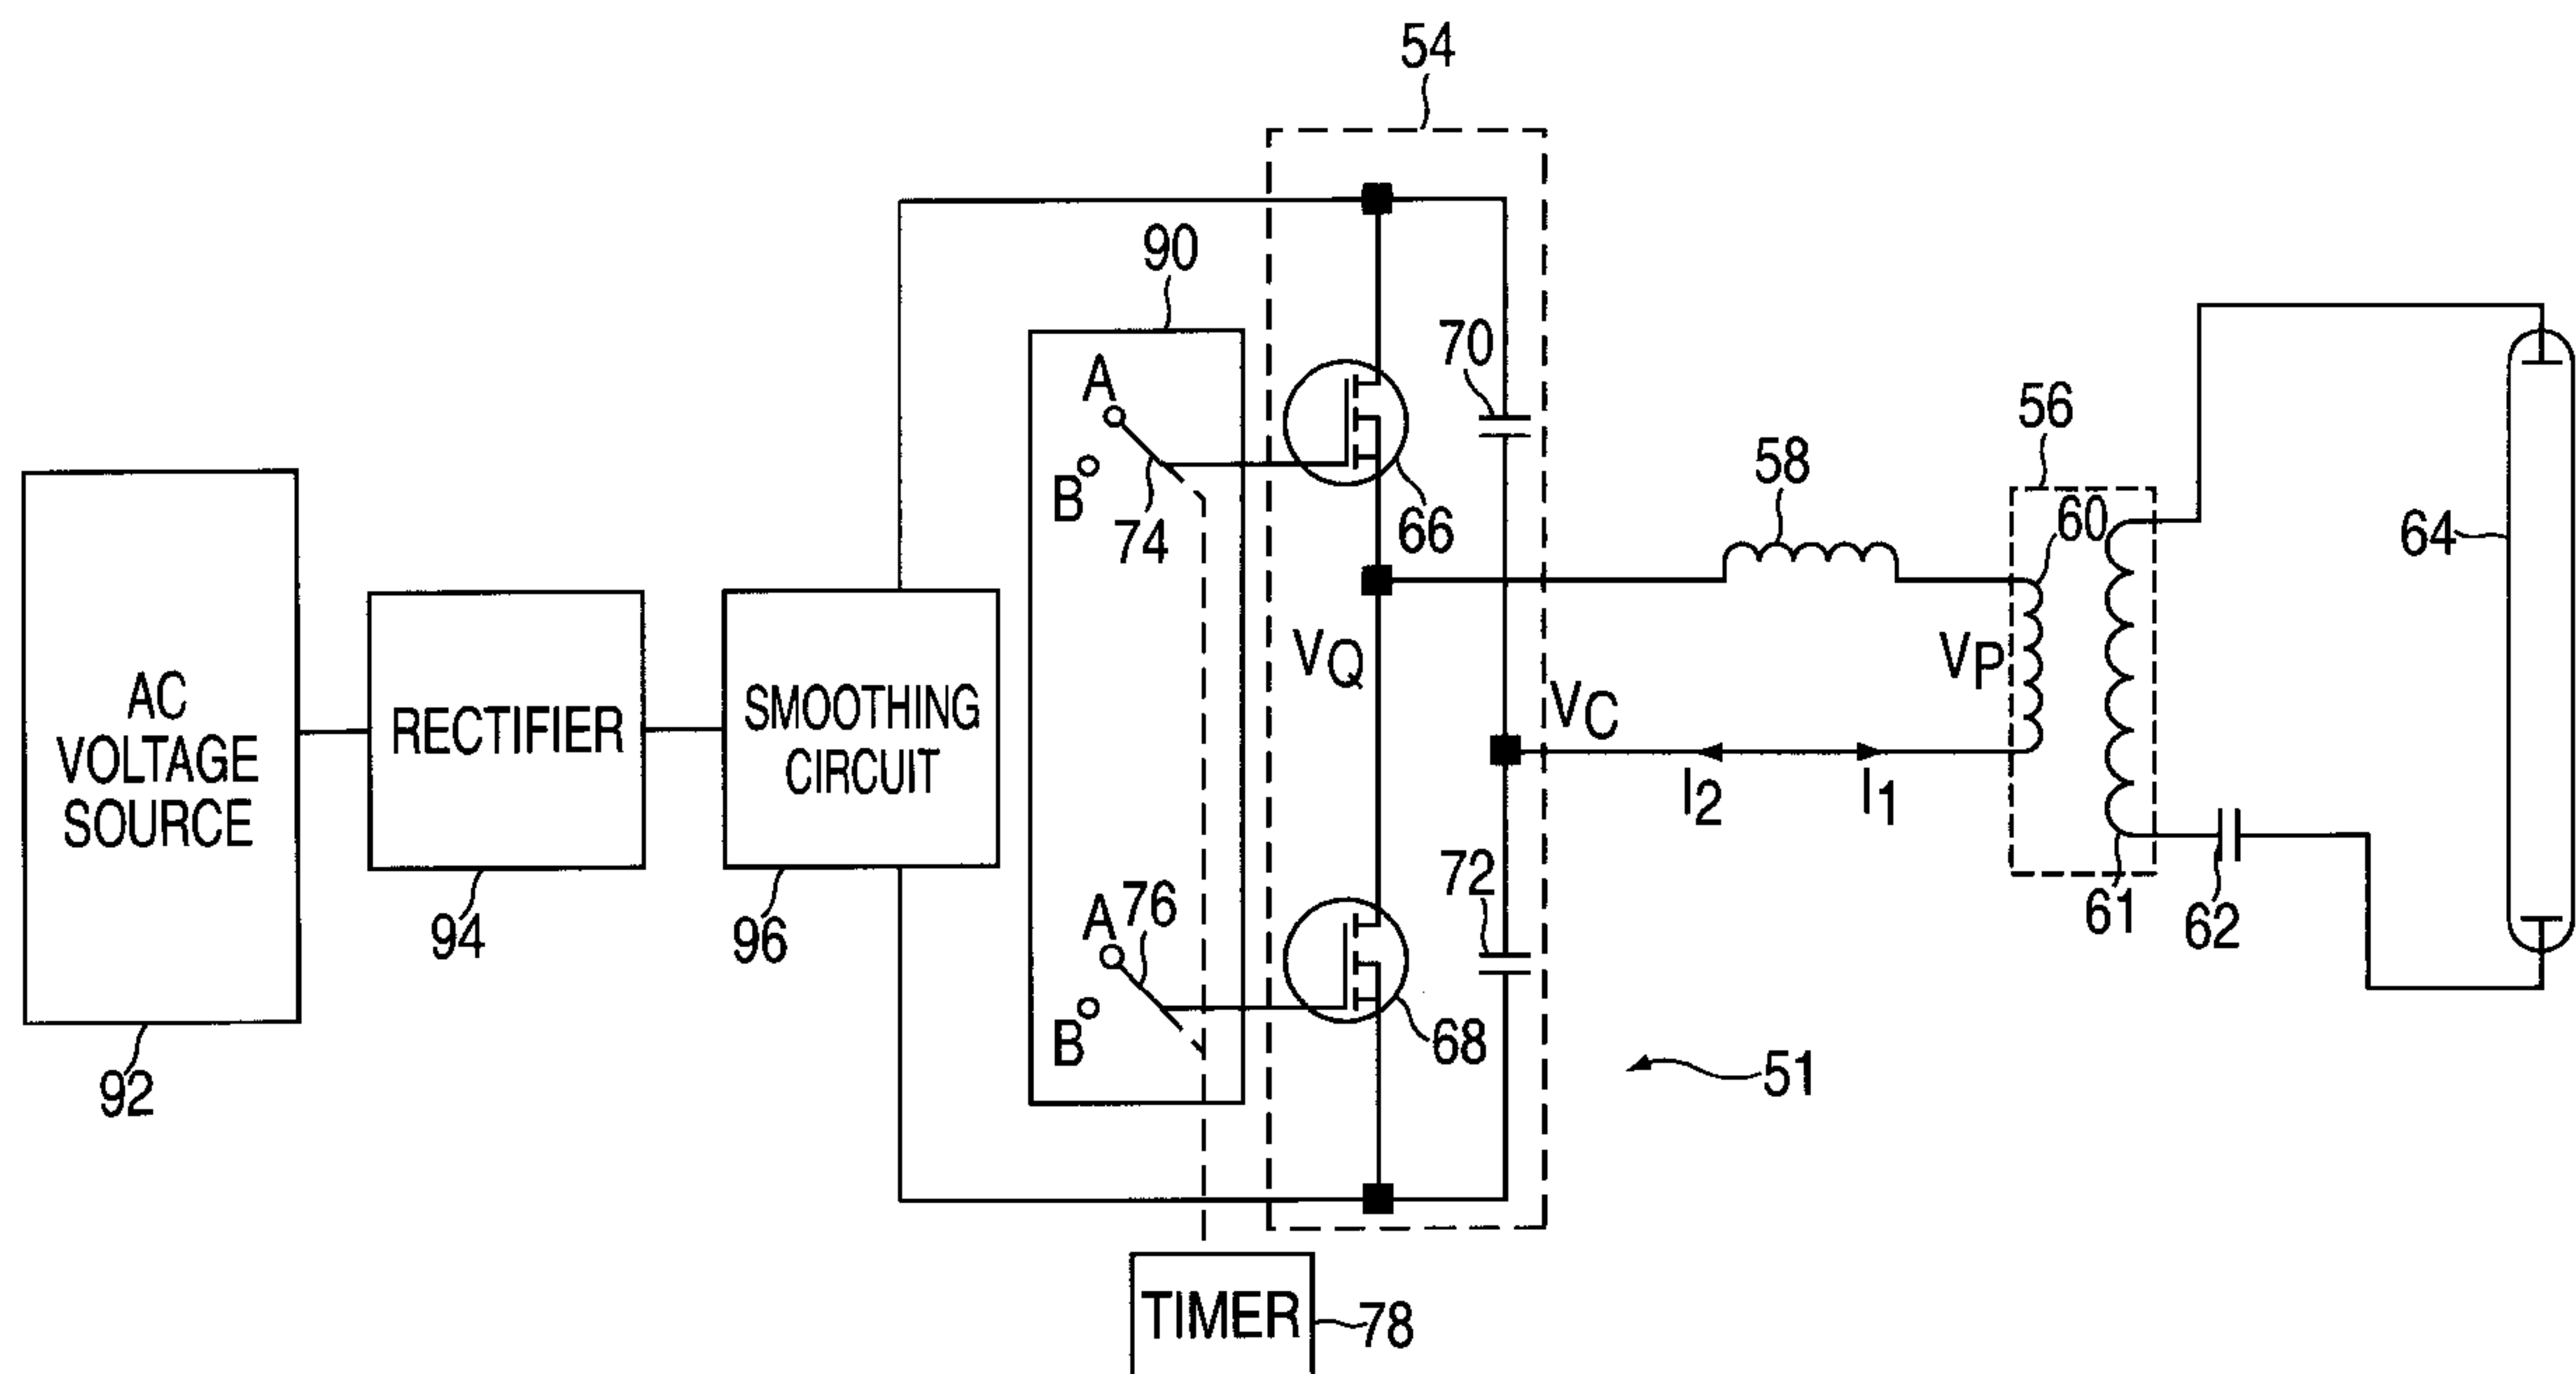 54
90
A
B
74
70
66
58
56
60
64
AC
VOLTAGE
SOURCE
92
RECTIFIER
94
SMOOTHING
CIRCUIT
96
VQ
VC
VP
I2
I1
A
76
B
72
68
61
62
51
TIMER
78